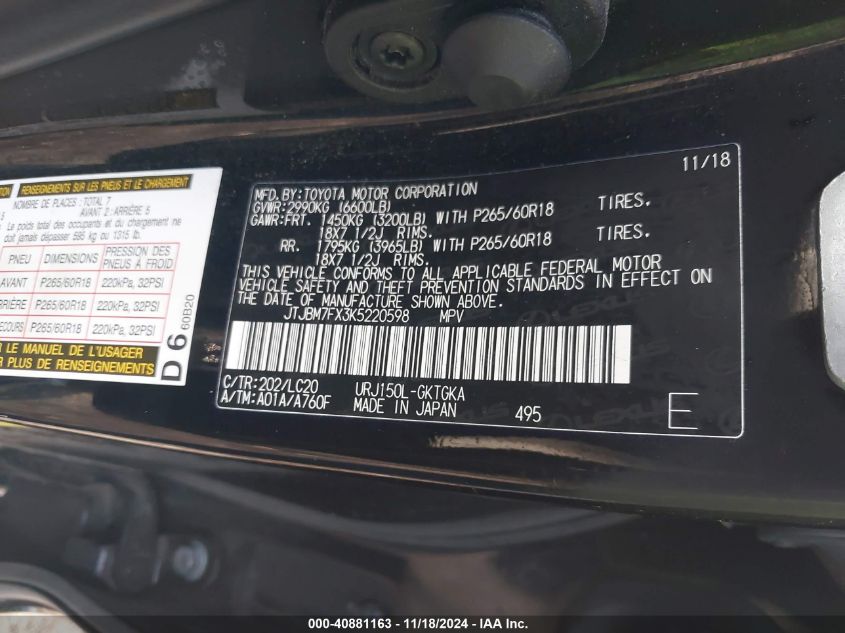 TION RENSEIGNEMENTS SUR LES PNEUS ET LE CHARGEMENT
NOMBRE DE PLACES : TOTAL 7
5 AVANT 2 : ARRIÈRE 5
Le poids total des occupants et du chargement ne
doit jamais dépasser 595 kg ou 1315 lb.
PNEU DIMENSIONS PRESSION DES PNEUS À FROID
AVANT P265/60R18 220kPa, 32PSI
RRIÈRE P265/60R18 220kPa, 32PSI
ECOURS P265/60R18 220kPa, 32PSI
R LE MANUEL DE L'USAGER
R PLUS DE RENSEIGNEMENTS
D 6 60B20
11/18
MFD.BY:TOYOTA MOTOR CORPORATION
GVWR:2990KG (6600LB)
GAWR:FRT. 1450KG (3200LB) WITH P265/60R18 TIRES.
18X7 1/2J RIMS.
RR. 1795KG (3965LB) WITH P265/60R18 TIRES.
18X7 1/2J RIMS.
THIS VEHICLE CONFORMS TO ALL APPLICABLE FEDERAL MOTOR
VEHICLE SAFETY AND THEFT PREVENTION STANDARDS IN EFFECT ON
THE DATE OF MANUFACTURE SHOWN ABOVE.
JTJBM7FX3K5220598 MPV
C/TR:202/LC20 URJ150L-GKTGKA
A/TM:A01A/A760F MADE IN JAPAN 495 E
000-40881163 - 11/18/2024 - IAA Inc.